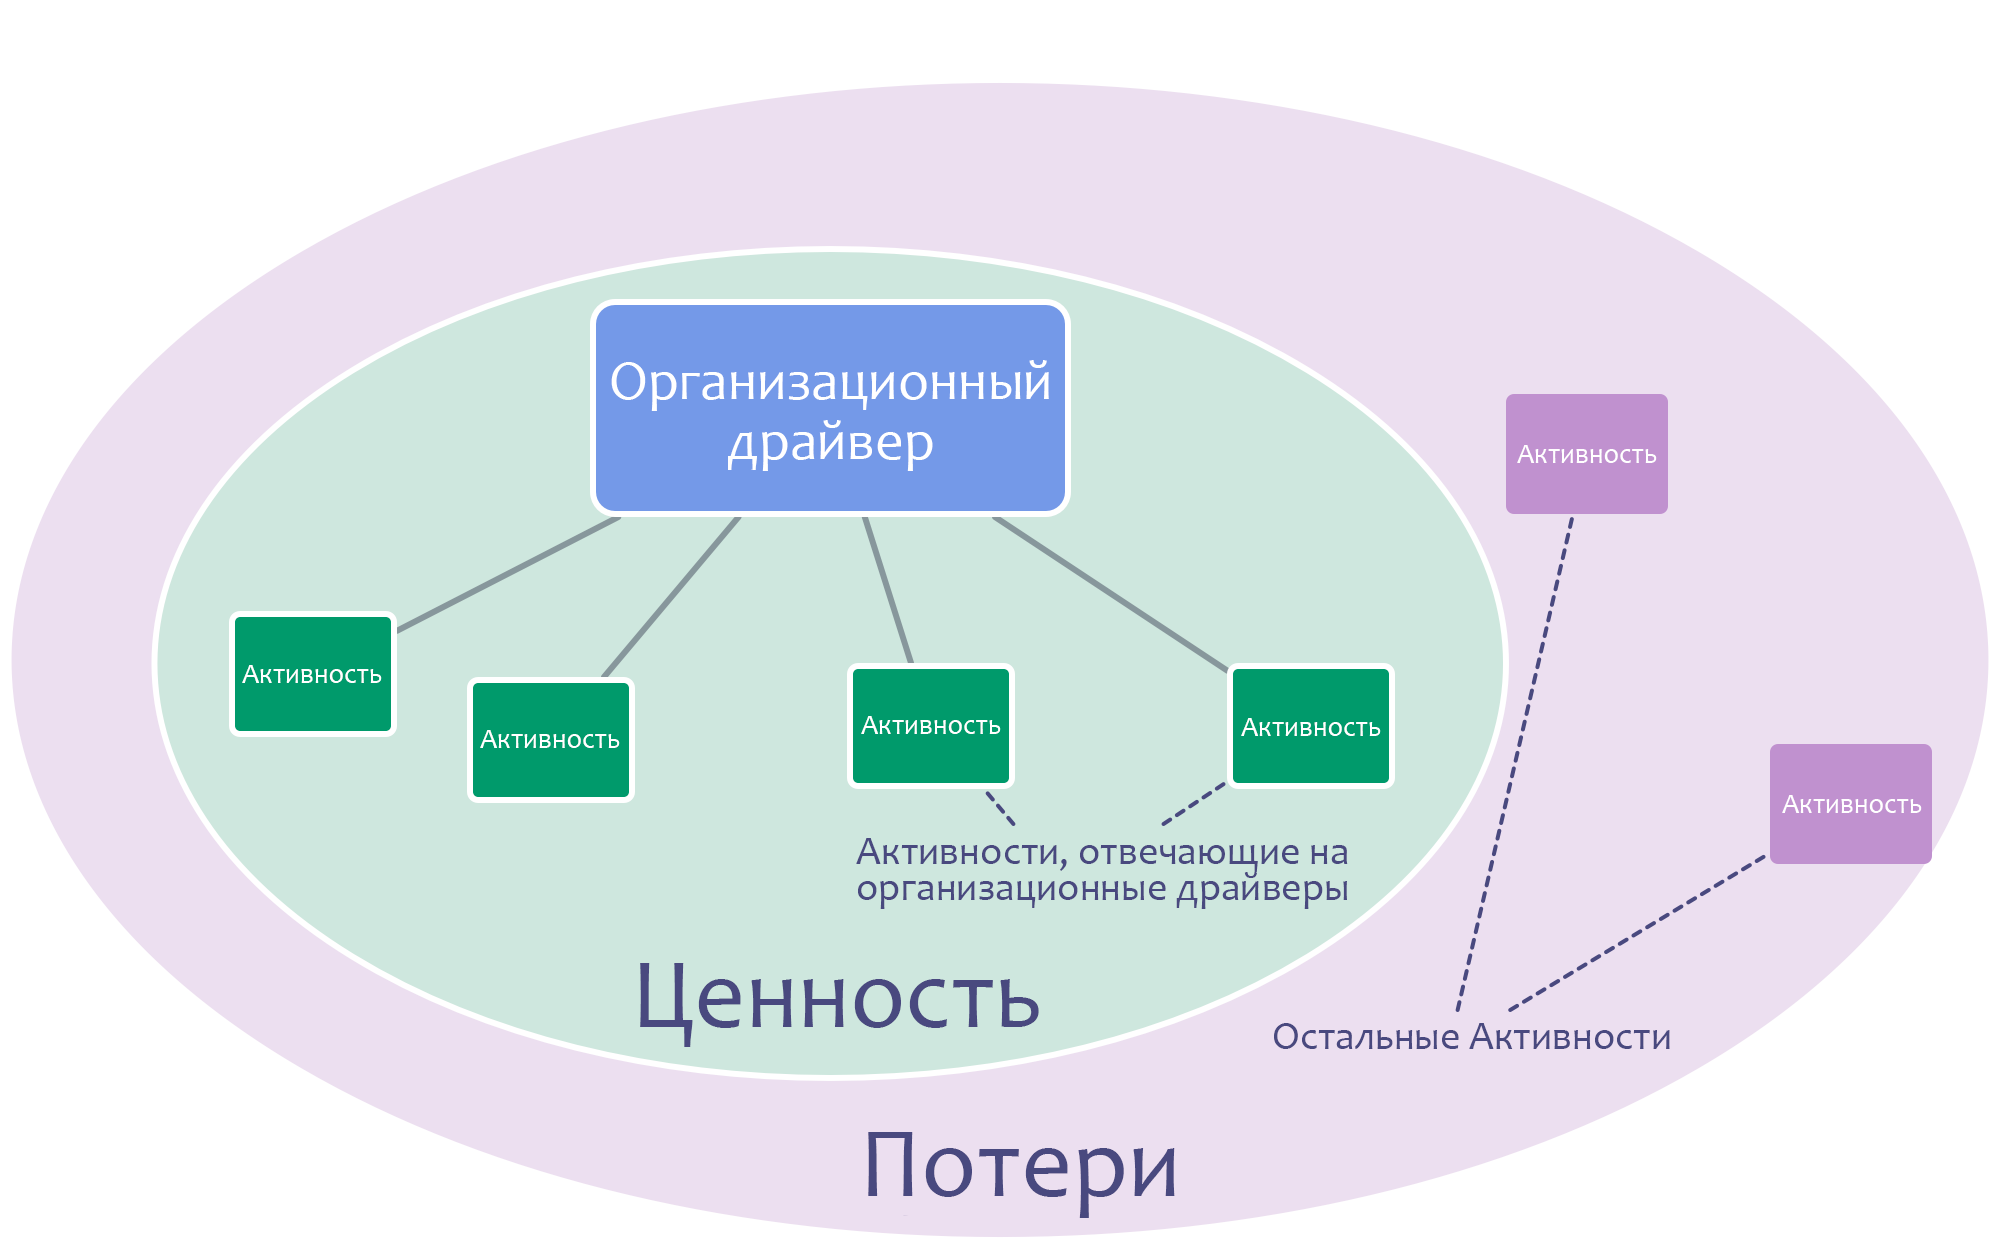 Организационный
драйвер
Активность
Активность
Активность
Активность
Активность
Активность
Активности, отвечающие на
организационные драйверы
Ценность
Остальные Активности
Потери